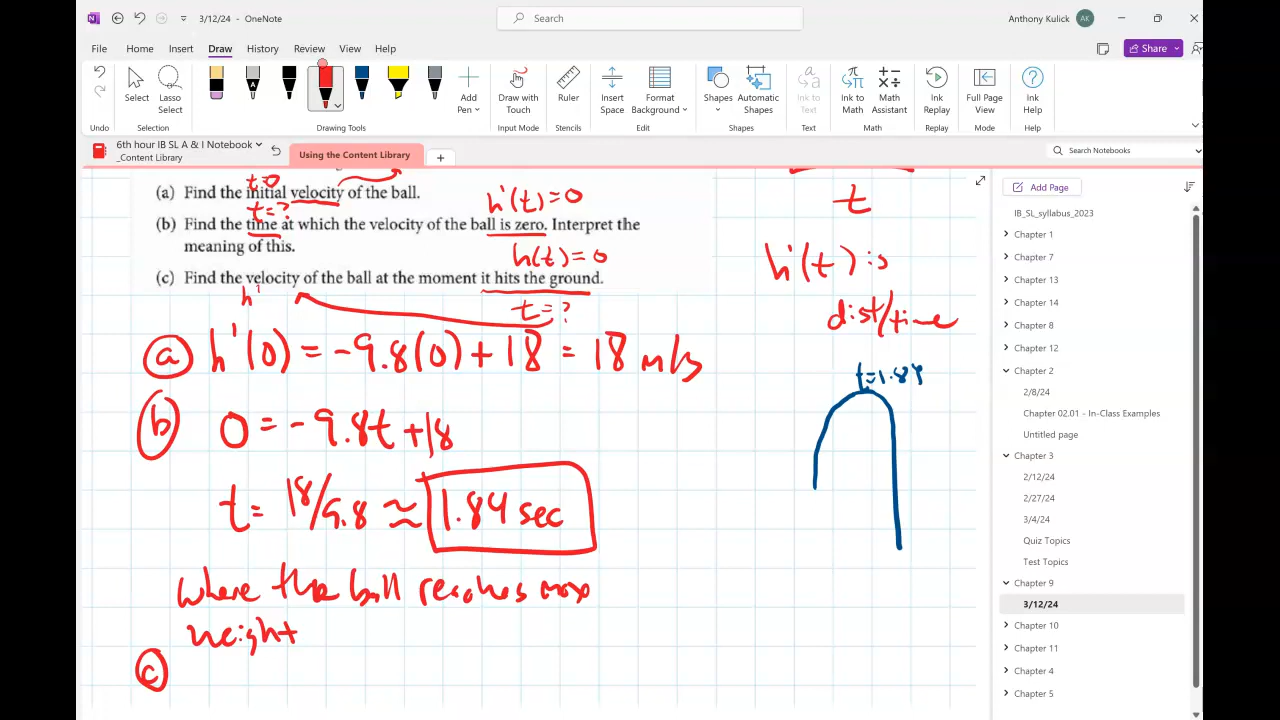 3/12/24 - OneNote
Search
Anthony Kulick
AK
File Home Insert Draw History Review View Help
Share
Select
Lasso Select
Add Pen
Draw with Touch
Ruler
Insert Space
Format Background
Shapes
Automatic Shapes
Ink to Text
Ink to Math
Math Assistant
Ink Replay
Full Page View
Ink Help
Undo
Selection
Drawing Tools
Input Mode
Stencils
Edit
Shapes
Text
Math
Replay
Mode
Help
6th hour IB SL A & I Notebook
_Content Library
Using the Content Library
Search Notebooks
Add Page
t=0
(a) Find the initial velocity of the ball.
t=?
h'(t)=0
(b) Find the time at which the velocity of the ball is zero. Interpret the
meaning of this.
h(t)=0
(c) Find the velocity of the ball at the moment it hits the ground.
h'
t=?
t
h'(t) is
dist/time
t=1.84
a h'(0) = -9.8(0) + 18 = 18 m/s
b 0 = -9.8t + 18
t = 18/9.8 ≈ 1.84 sec
where the ball reaches max
height
c
IB_SL_syllabus_2023
Chapter 1
Chapter 7
Chapter 13
Chapter 14
Chapter 8
Chapter 12
Chapter 2
2/8/24
Chapter 02.01 - In-Class Examples
Untitled page
Chapter 3
2/12/24
2/27/24
3/4/24
Quiz Topics
Test Topics
Chapter 9
3/12/24
Chapter 10
Chapter 11
Chapter 4
Chapter 5